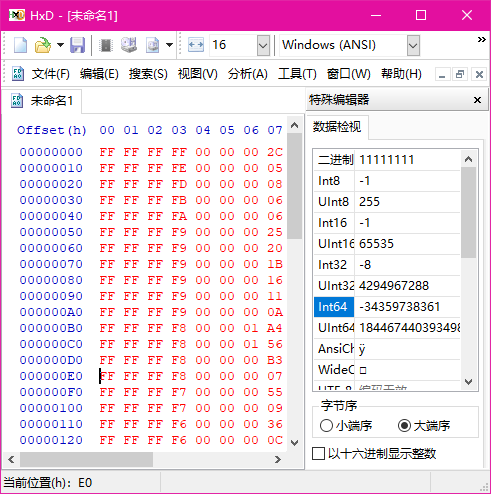 HxD - [未命名1]
16 Windows (ANSI)
文件(F) 编辑(E) 搜索(S) 视图(V) 分析(A) 工具(T) 窗口(W) 帮助(H)
未命名1
Offset(h) 00 01 02 03 04 05 06 07
00000000 FF FF FF FF 00 00 00 2C
00000010 FF FF FF FE 00 00 00 05
00000020 FF FF FF FD 00 00 00 08
00000030 FF FF FF FB 00 00 00 06
00000040 FF FF FF FA 00 00 00 06
00000050 FF FF FF F9 00 00 00 25
00000060 FF FF FF F9 00 00 00 20
00000070 FF FF FF F9 00 00 00 1B
00000080 FF FF FF F9 00 00 00 16
00000090 FF FF FF F9 00 00 00 11
000000A0 FF FF FF F9 00 00 00 0A
000000B0 FF FF FF F8 00 00 01 A4
000000C0 FF FF FF F8 00 00 01 56
000000D0 FF FF FF F8 00 00 00 B3
000000E0 FF FF FF F8 00 00 00 07
000000F0 FF FF FF F7 00 00 00 55
00000100 FF FF FF F7 00 00 00 09
00000110 FF FF FF F6 00 00 00 36
00000120 FF FF FF F6 00 00 00 0C
特殊编辑器
数据检视
二进制 11111111
Int8 -1
UInt8 255
Int16 -1
UInt16 65535
Int32 -8
UInt32 4294967288
Int64 -34359738361
UInt64 184467440393498
AnsiCh ÿ
WideC □
UTF-8 编码无效
字节序
小端序 大端序
以十六进制显示整数
当前位置(h): E0